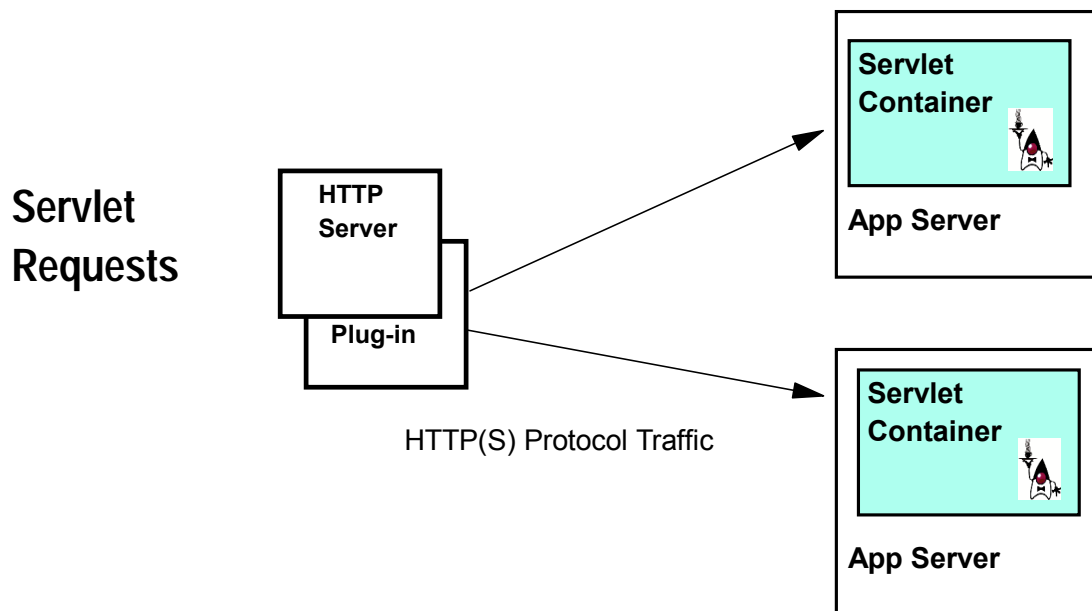 Servlet
Requests
HTTP
Server
Plug-in
HTTP(S) Protocol Traffic
Servlet
Container
App Server
Servlet
Container
App Server